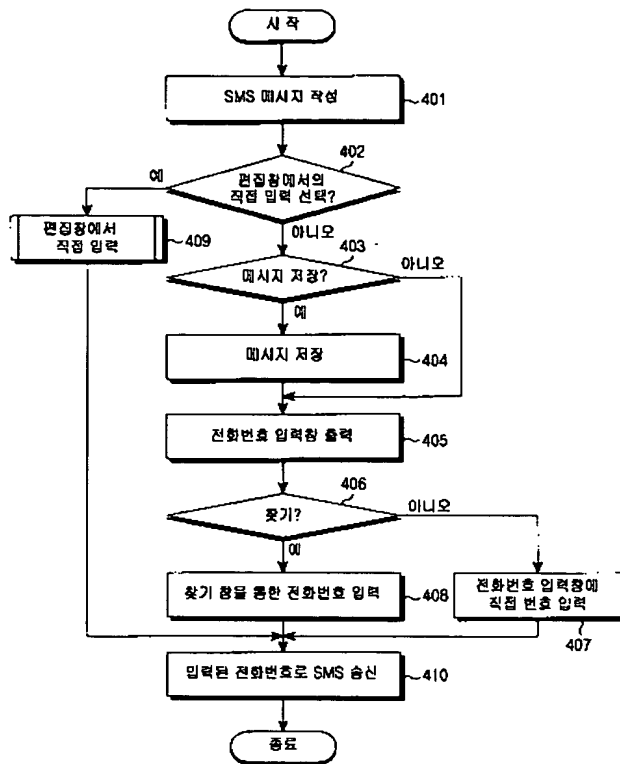 시 작
SMS 메시지 작성
401
402
편집창에서의
직접 입력 선택?
예
편집창에서
직접 입력
409
아니오
403
메시지 저장?
아니오
예
메시지 저장
404
전화번호 입력창 출력
405
406
찾기?
아니오
예
찾기 창을 통한 전화번호 입력
408
전화번호 입력창에
직접 번호 입력
407
입력된 전화번호로 SMS 송신
410
종료